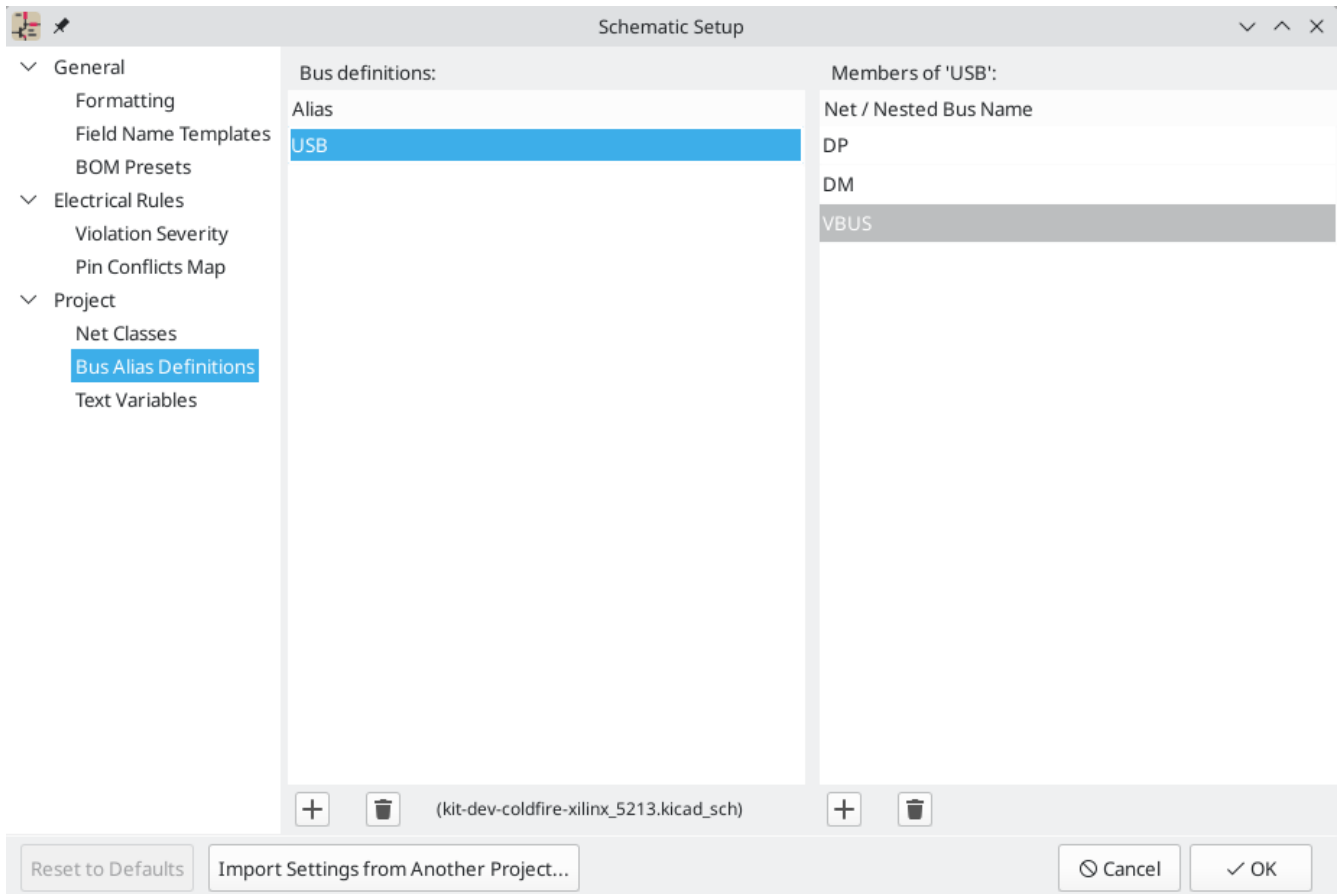 Schematic Setup
General
Formatting
Field Name Templates
BOM Presets
Electrical Rules
Violation Severity
Pin Conflicts Map
Project
Net Classes
Bus Alias Definitions
Text Variables
Bus definitions:
Alias
USB
(kit-dev-coldfire-xilinx_5213.kicad_sch)
Members of 'USB':
Net / Nested Bus Name
DP
DM
VBUS
Reset to Defaults
Import Settings from Another Project...
Cancel
OK